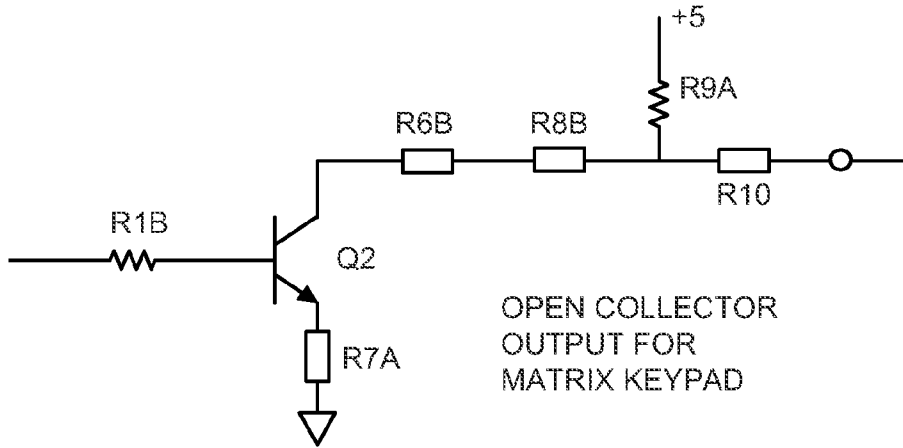 +5
R9A
R6B
R8B
R10
R1B
Q2
R7A
OPEN COLLECTOR
OUTPUT FOR
MATRIX KEYPAD